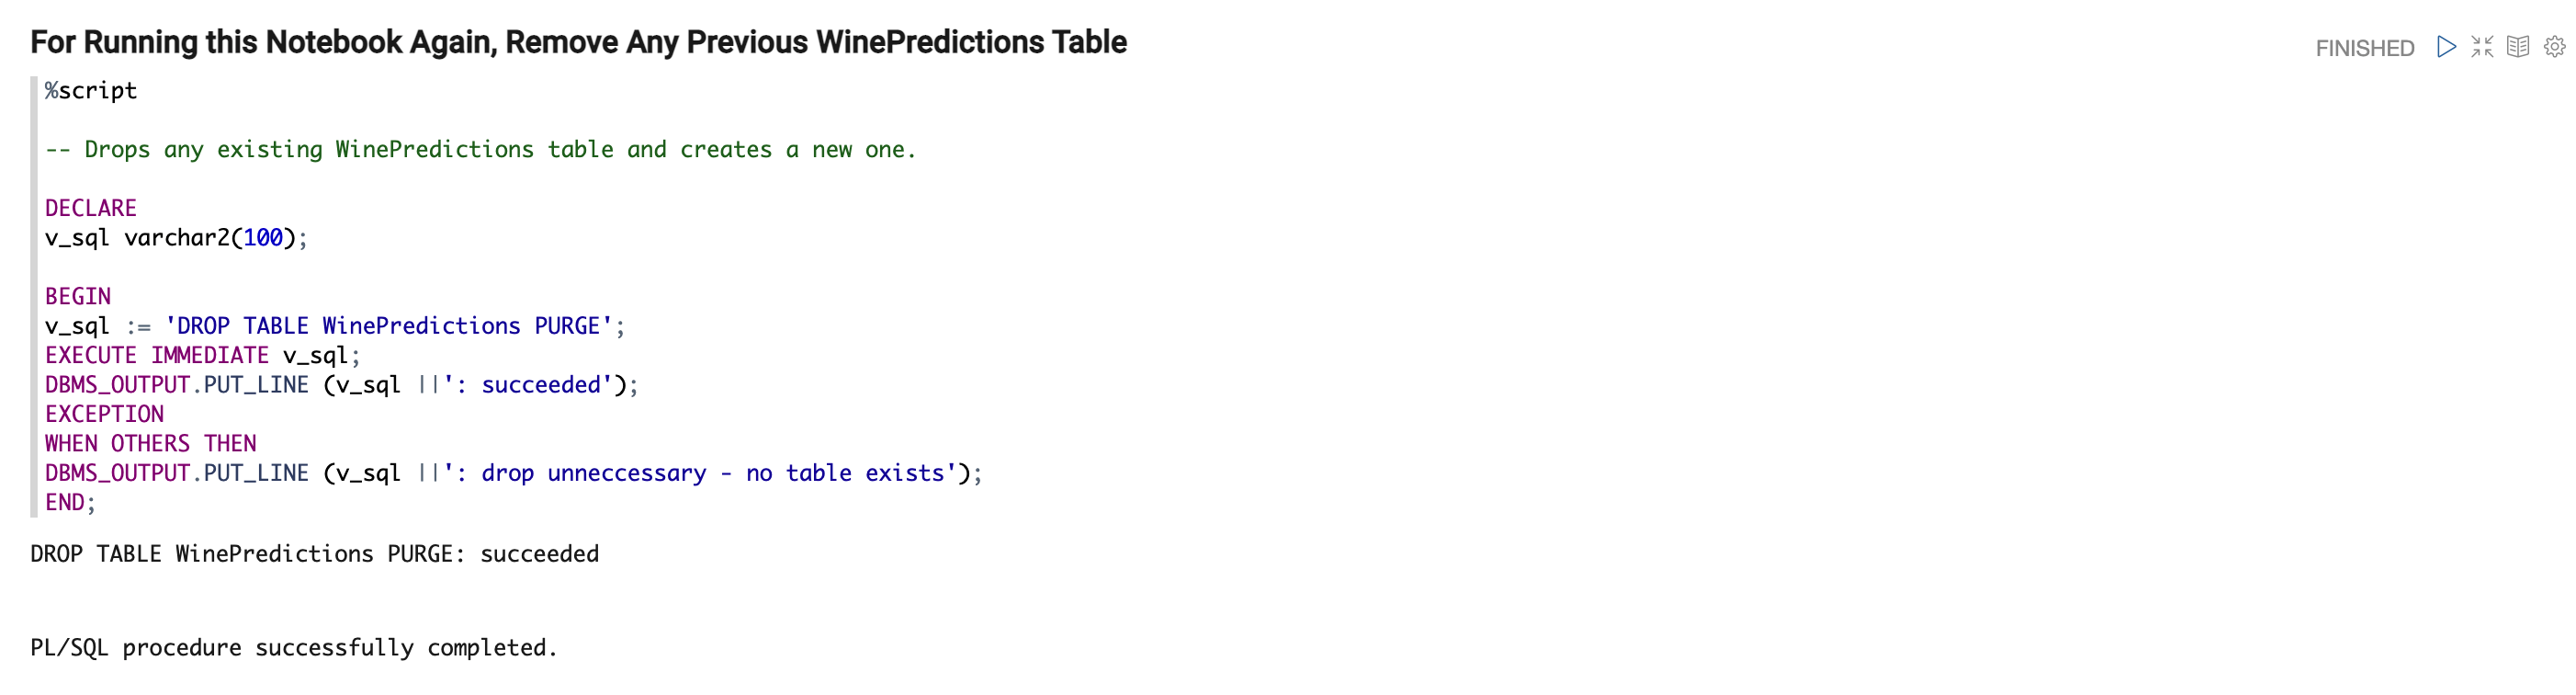 For Running this Notebook Again, Remove Any Previous WinePredictions Table
FINISHED
%script
-- Drops any existing WinePredictions table and creates a new one.
DECLARE
v_sql varchar2(100);
BEGIN
v_sql := 'DROP TABLE WinePredictions PURGE';
EXECUTE IMMEDIATE v_sql;
DBMS_OUTPUT.PUT_LINE (v_sql ||': succeeded');
EXCEPTION
WHEN OTHERS THEN
DBMS_OUTPUT.PUT_LINE (v_sql ||': drop unneccessary - no table exists');
END;
DROP TABLE WinePredictions PURGE: succeeded
PL/SQL procedure successfully completed.